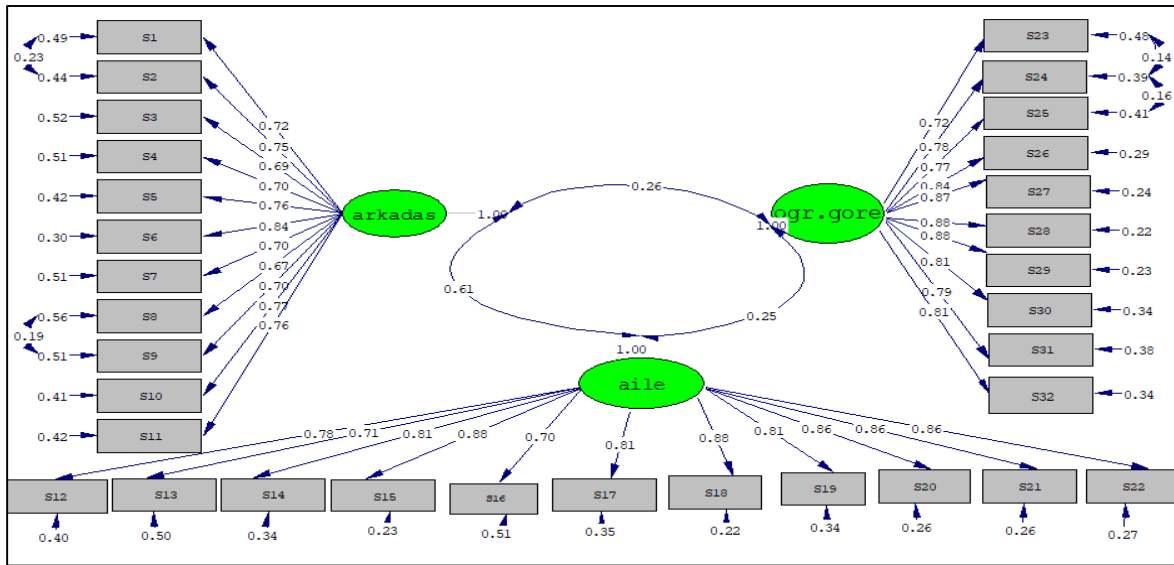 0.49 S1
0.23
0.44 S2
0.52 S3
0.51 S4
0.42 S5
0.30 S6
0.51 S7
0.56 S8
0.19
0.51 S9
0.41 S10
0.42 S11
0.72
0.75
0.69
0.70
0.76
0.84
0.70
0.67
0.70
0.77
0.76
arkadas 1.00
0.26
0.61
0.25
1.00 ogr.gore
0.72
0.78
0.77
0.84
0.87
0.88
0.88
0.81
0.79
0.81
S23 0.48
0.14
S24 0.39
0.16
S25 0.41
S26 0.29
S27 0.24
S28 0.22
S29 0.23
S30 0.34
S31 0.38
S32 0.34
1.00
aile
0.78 0.71 0.81 0.88 0.70 0.81 0.88 0.81 0.86 0.86 0.86
S12 S13 S14 S15 S16 S17 S18 S19 S20 S21 S22
0.40 0.50 0.34 0.23 0.51 0.35 0.22 0.34 0.26 0.26 0.27